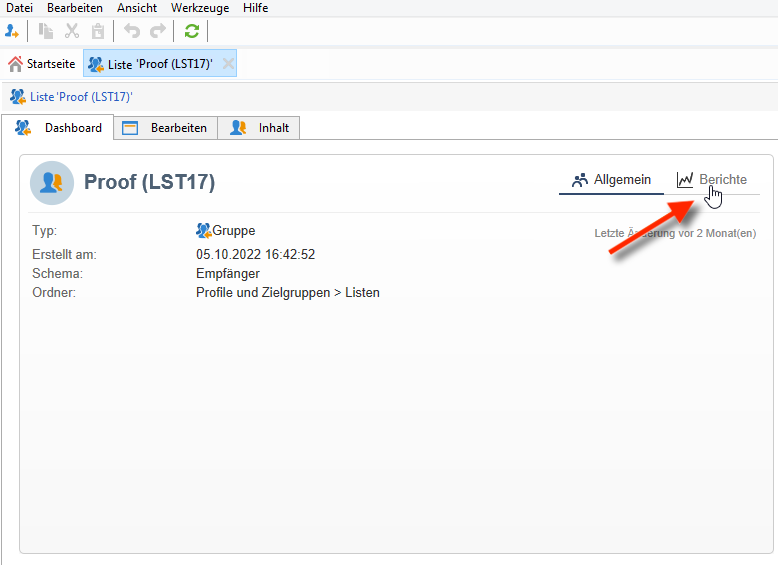 Datei Bearbeiten Ansicht Werkzeuge Hilfe
Startseite Liste 'Proof (LST17)'
Liste 'Proof (LST17)'
Dashboard Bearbeiten Inhalt
Proof (LST17) Allgemein Berichte
Typ: Gruppe
Letzte Änderung vor 2 Monat(en)
Erstellt am: 05.10.2022 16:42:52
Schema: Empfänger
Ordner: Profile und Zielgruppen > Listen